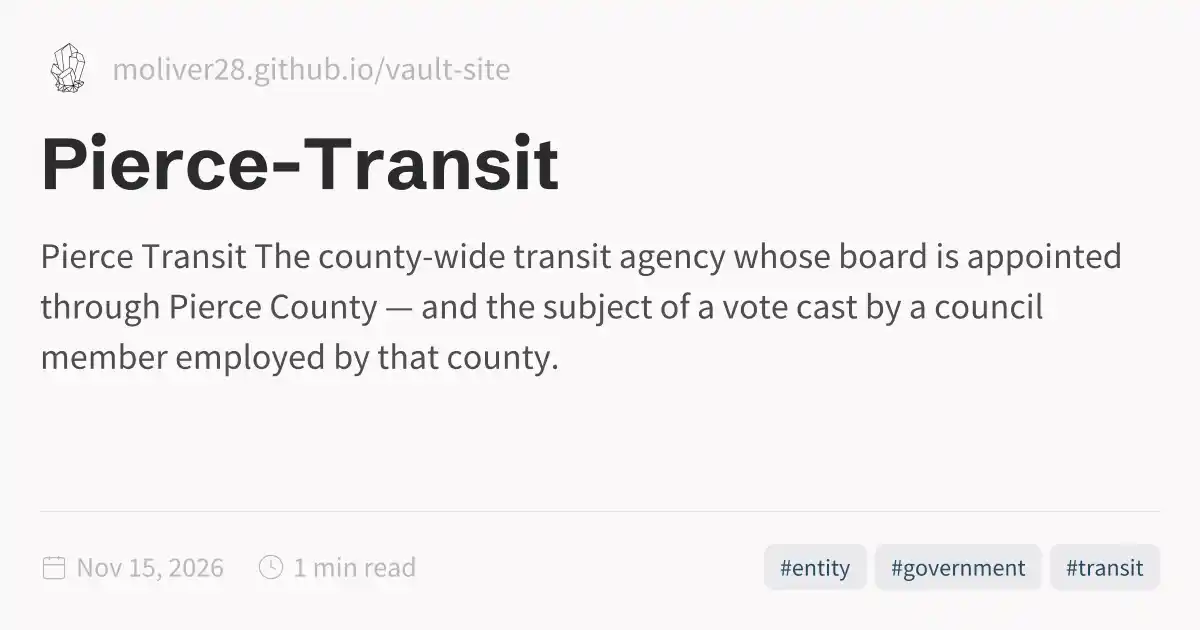 moliver28.github.io/vault-site
Pierce-Transit
Pierce Transit The county-wide transit agency whose board is appointed
through Pierce County — and the subject of a vote cast by a council
member employed by that county.
Nov 15, 2026 1 min read #entity #government #transit